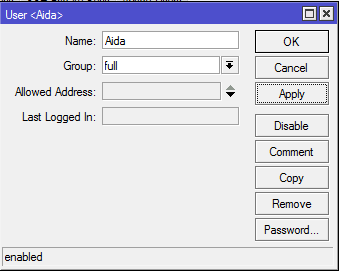 User <Aida>
Name: Aida
OK
Group: full
Cancel
Allowed Address:
Apply
Last Logged In:
Disable
Comment
Copy
Remove
Password...
enabled